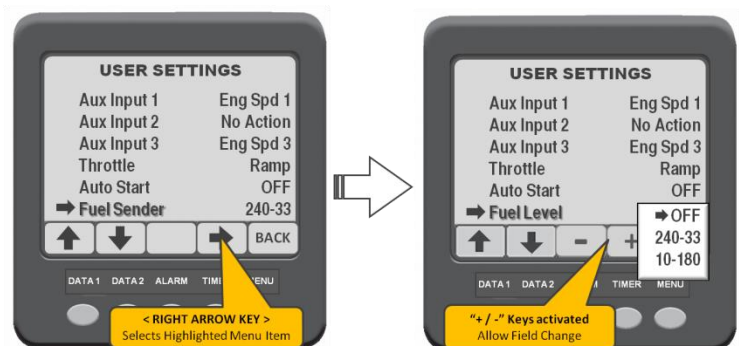 USER SETTINGS
Aux Input 1 Eng Spd 1
Aux Input 2 No Action
Aux Input 3 Eng Spd 3
Throttle Ramp
Auto Start OFF
Fuel Sender 240-33
BACK
DATA 1 DATA 2 ALARM
< RIGHT ARROW KEY >
Selects Highlighted Menu Item
USER SETTINGS
Aux Input 1 Eng Spd 1
Aux Input 2 No Action
Aux Input 3 Eng Spd 3
Throttle Ramp
Auto Start OFF
Fuel Level
OFF
240-33
10-180
- +
DATA 1 DATA 2 TIMER MENU
"+ / -" Keys activated
Allow Field Change